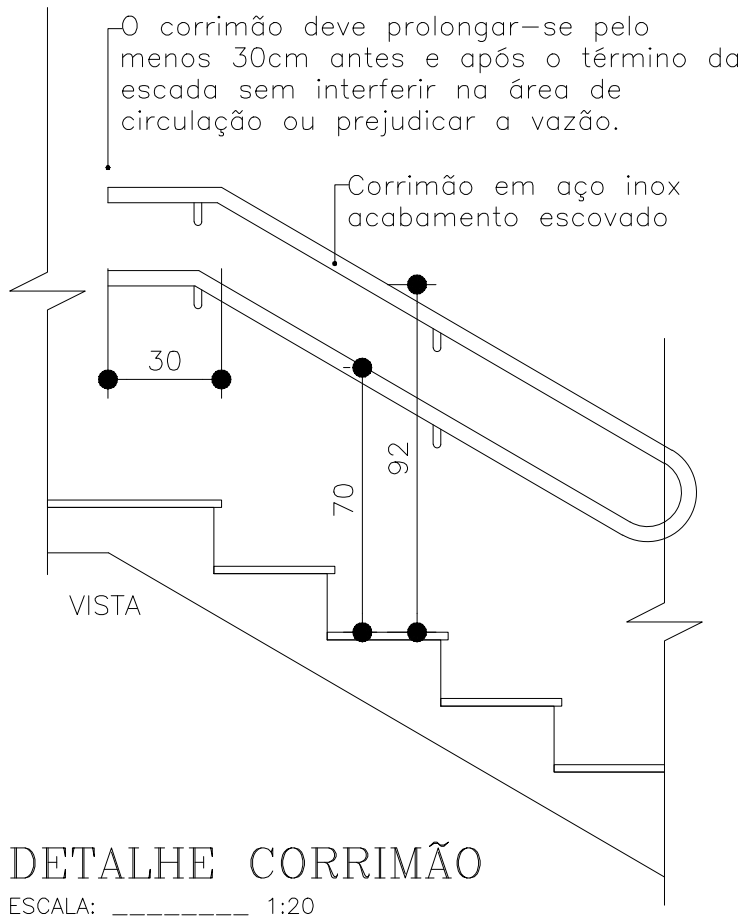 O corrimão deve prolongar-se pelo
menos 30cm antes e após o término da
escada sem interferir na área de
circulação ou prejudicar a vazão.
Corrimão em aço inox
acabamento escovado
30
92
70
VISTA
DETALHE CORRIMÃO
ESCALA: ________ 1:20